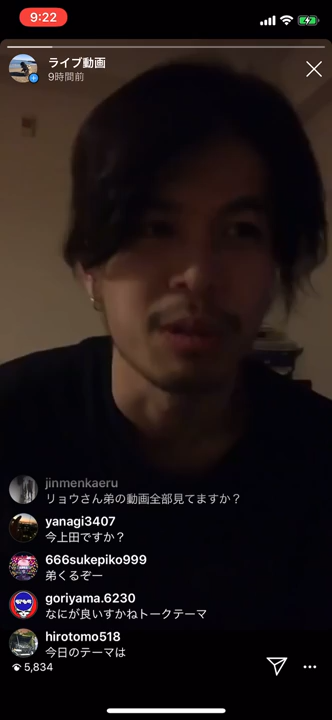 9:22
ライブ動画
9時間前
jinmenkaeru
リョウさん弟の動画全部見てますか？
yanagi3407
今上田ですか？
666sukepiko999
弟くるぞー
goriyama.6230
なにが良いすかねトークテーマ
hirotomo518
今日のテーマは
5,834